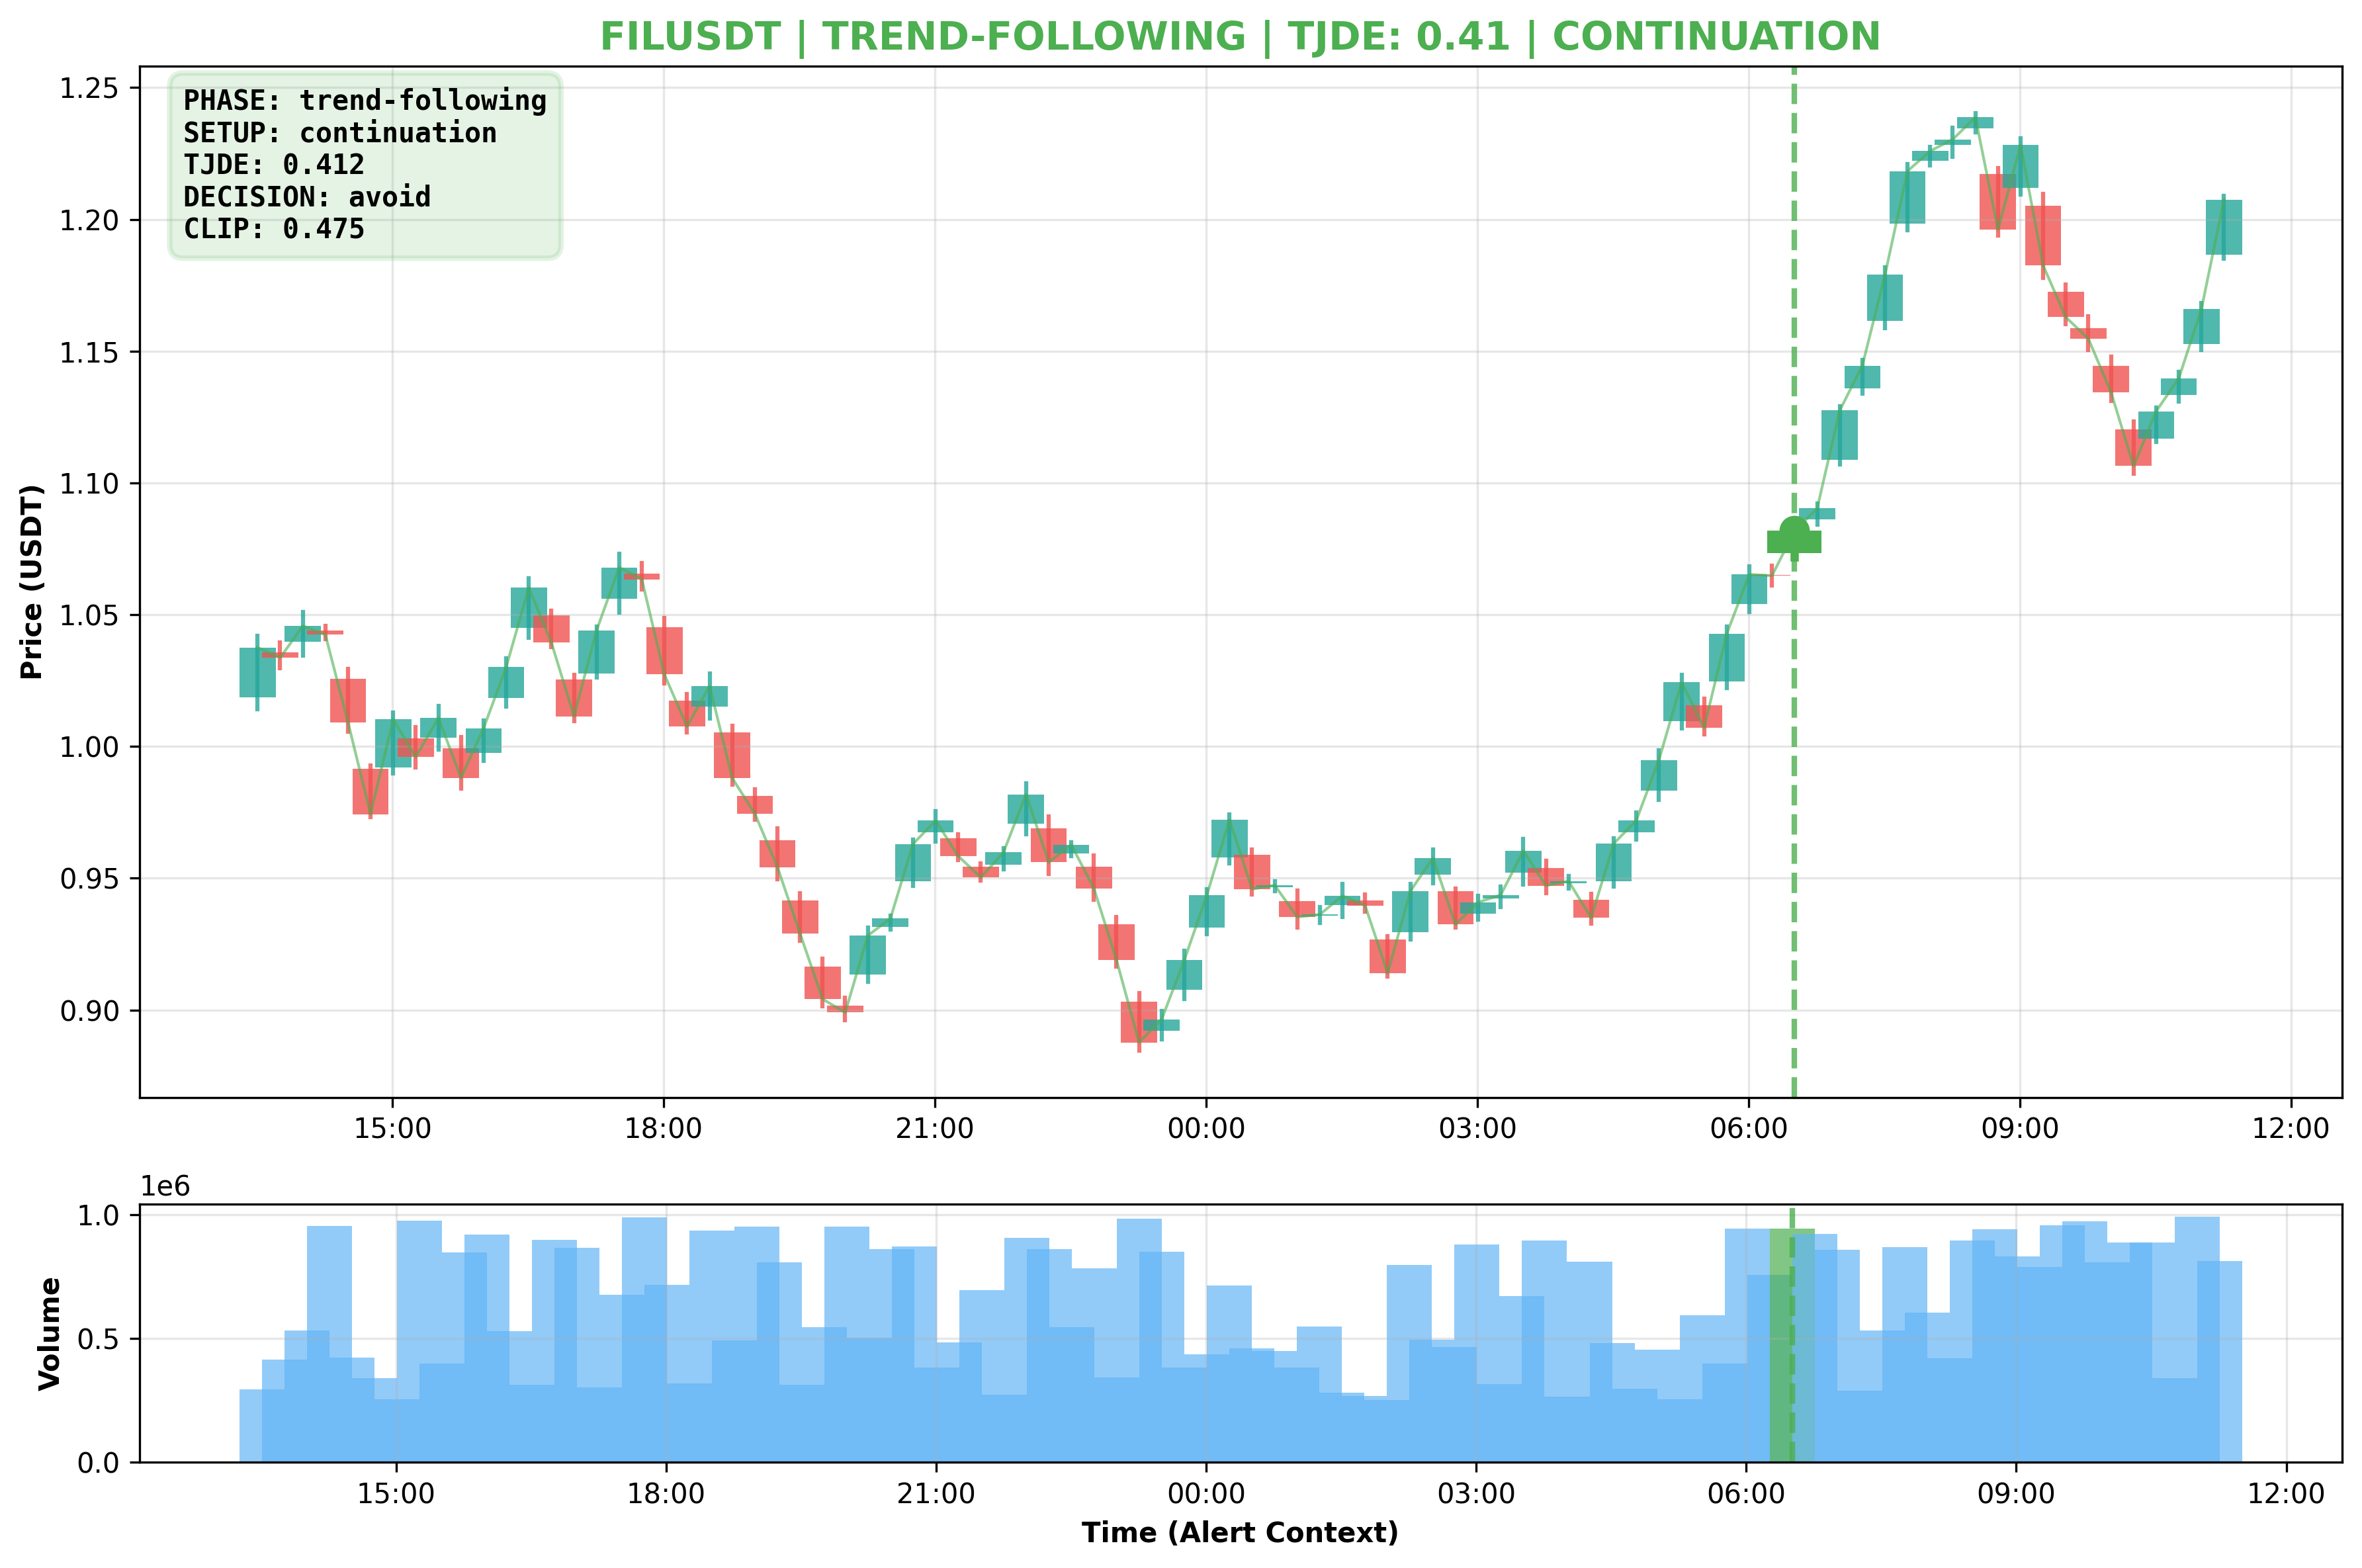 FILUSDT | TREND-FOLLOWING | TJDE: 0.41 | CONTINUATION
PHASE: trend-following
SETUP: continuation
TJDE: 0.412
DECISION: avoid
CLIP: 0.475
Price (USDT)
1.25
1.20
1.15
1.10
1.05
1.00
0.95
0.90
15:00 18:00 21:00 00:00 03:00 06:00 09:00 12:00
1e6
Volume
1.0
0.5
0.0
15:00 18:00 21:00 00:00 03:00 06:00 09:00 12:00
Time (Alert Context)